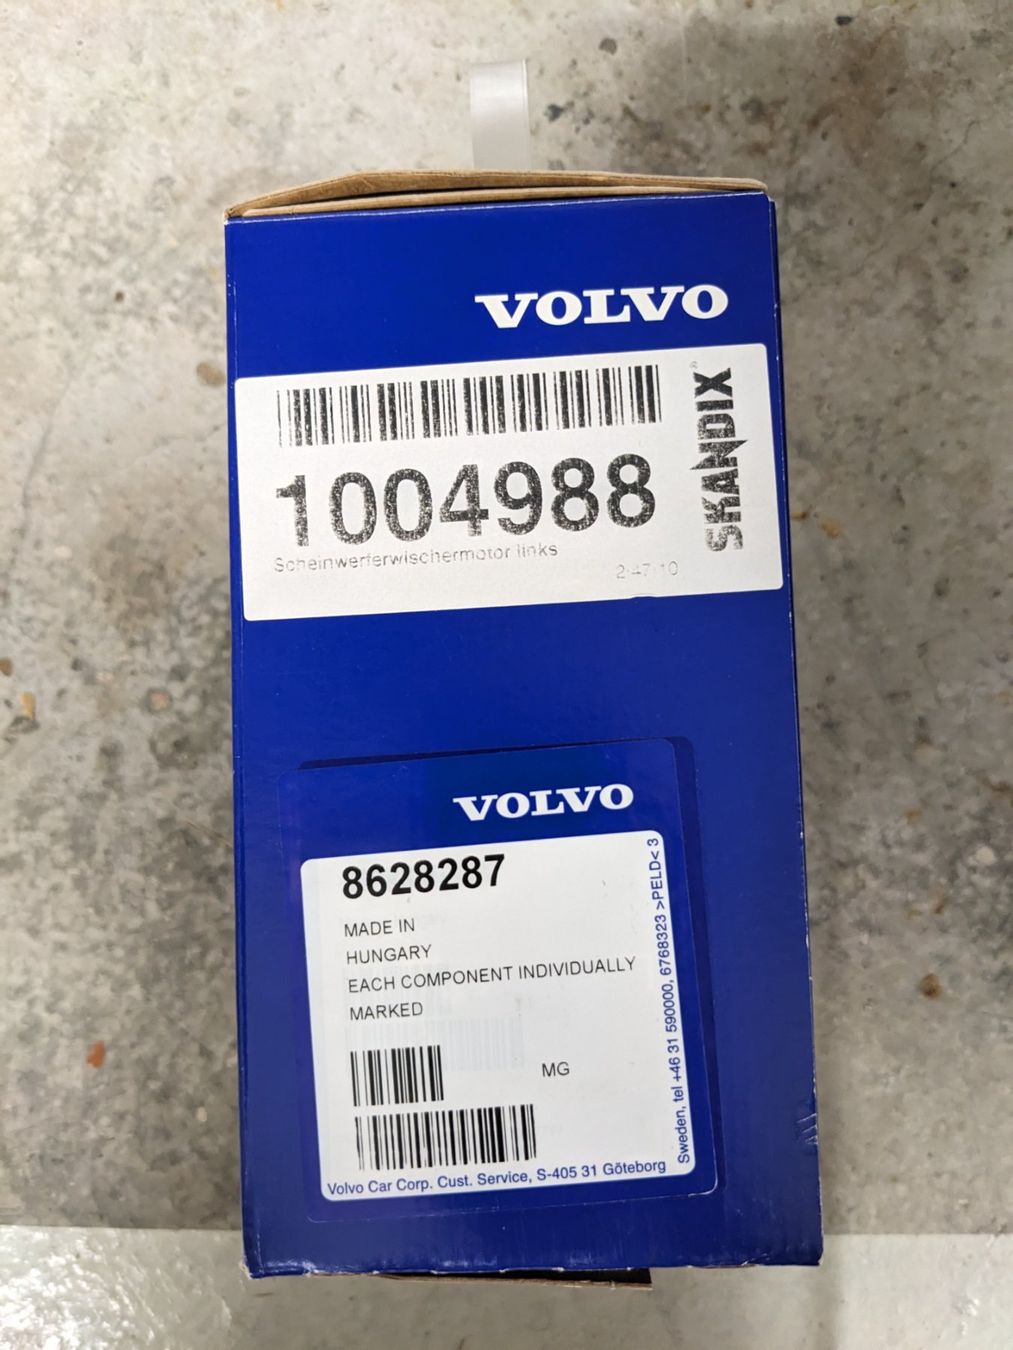 VOLVO
SKANDIX®
1004988
Scheinwerferwischermotor links
2-47-10
VOLVO
8628287
MADE IN
HUNGARY
EACH COMPONENT INDIVIDUALLY
MARKED
MG
Volvo Car Corp. Cust. Service, S-405 31 Göteborg
Sweden, tel +46 31 590000, 6768323 >PELD< 3